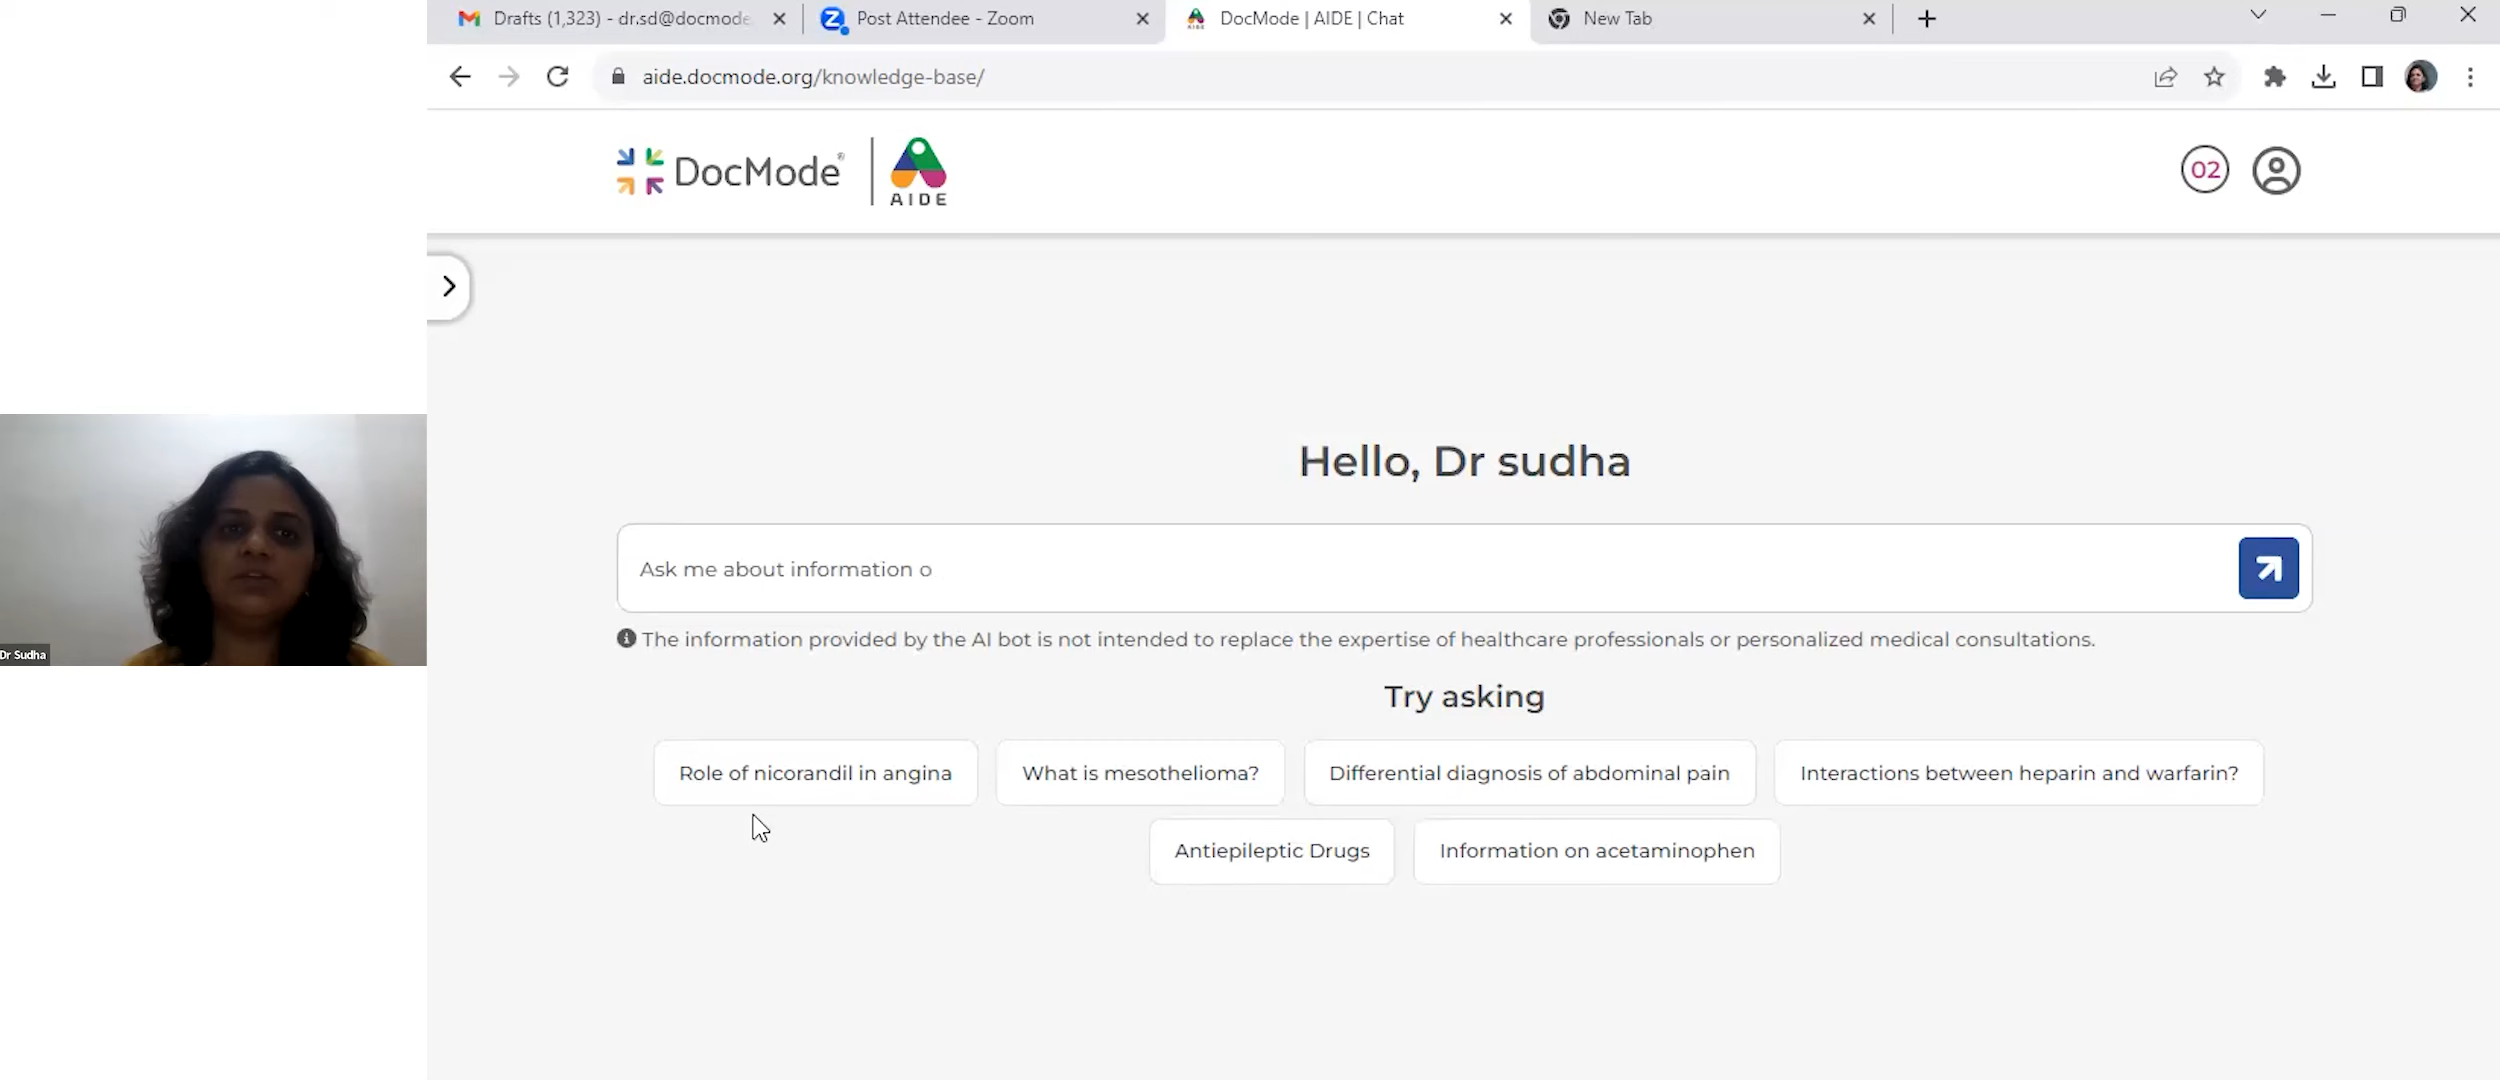 Drafts (1,323) - dr.sd@docmode
Post Attendee - Zoom
DocMode | AIDE | Chat
New Tab
aide.docmode.org/knowledge-base/
DocMode®
AIDE
02
Hello, Dr sudha
Ask me about information o
The information provided by the AI bot is not intended to replace the expertise of healthcare professionals or personalized medical consultations.
Dr Sudha
Try asking
Role of nicorandil in angina
What is mesothelioma?
Differential diagnosis of abdominal pain
Interactions between heparin and warfarin?
Antiepileptic Drugs
Information on acetaminophen